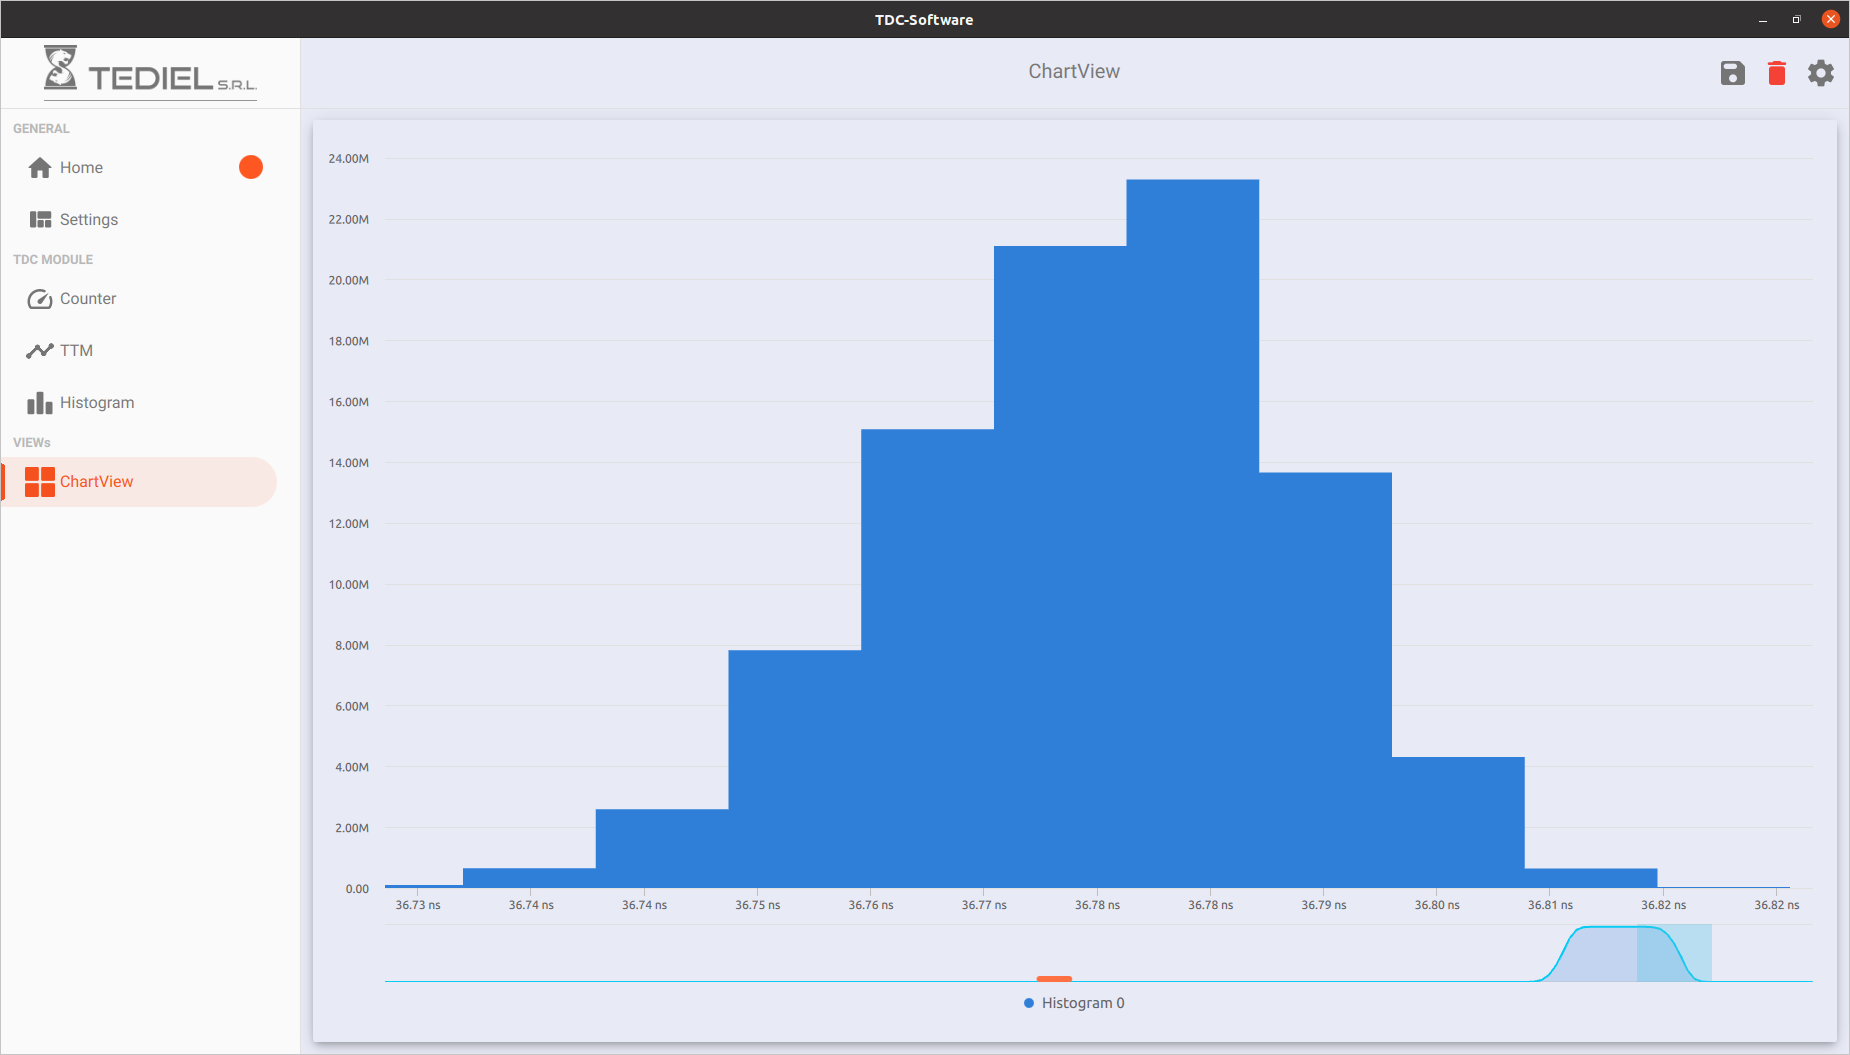 TDC-Software
TEDIEL S.R.L.
ChartView
GENERAL
Home
Settings
TDC MODULE
Counter
TTM
Histogram
VIEWs
ChartView
24.00M
22.00M
20.00M
18.00M
16.00M
14.00M
12.00M
10.00M
8.00M
6.00M
4.00M
2.00M
0.00
36.73 ns 36.74 ns 36.74 ns 36.75 ns 36.76 ns 36.77 ns 36.78 ns 36.78 ns 36.79 ns 36.80 ns 36.81 ns 36.82 ns 36.82 ns
Histogram 0